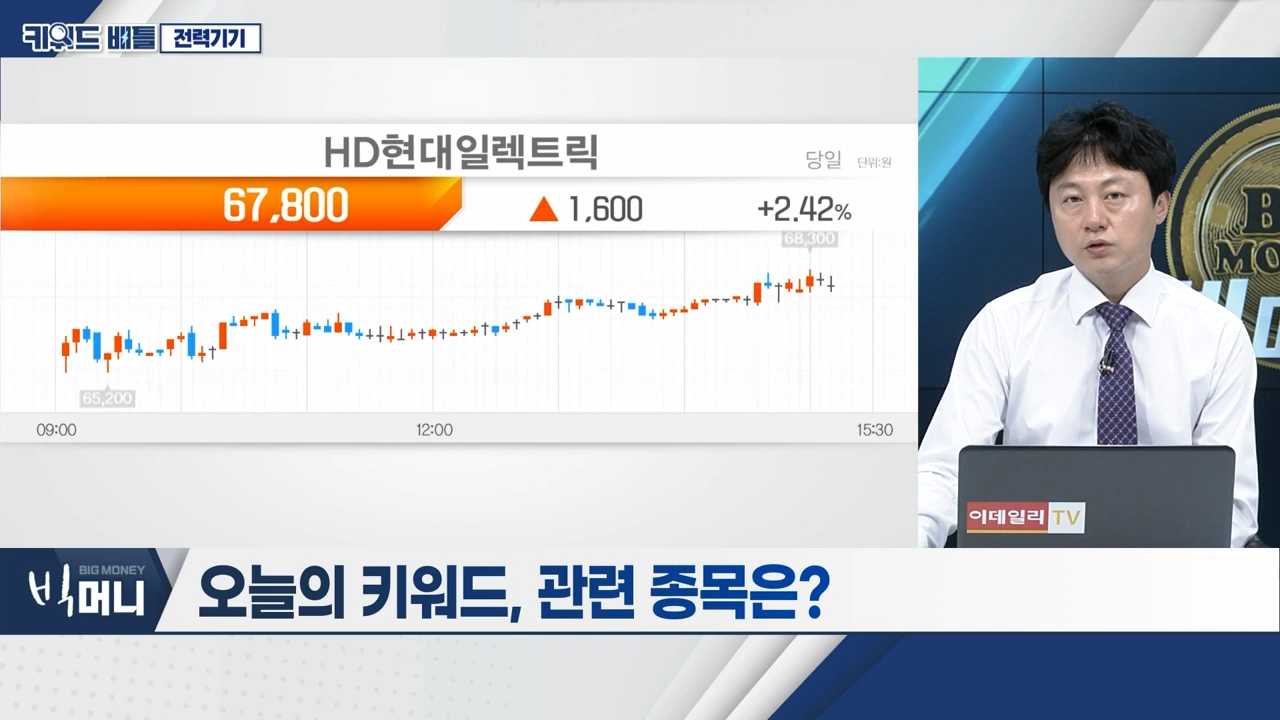 키워드 배틀 전력기기
HD현대일렉트릭
당일 단위:원
67,800 ▲ 1,600 +2.42%
68,300
65,200
09:00 12:00 15:30
이데일리TV
BIG MONEY
빅머니
오늘의 키워드, 관련 종목은?